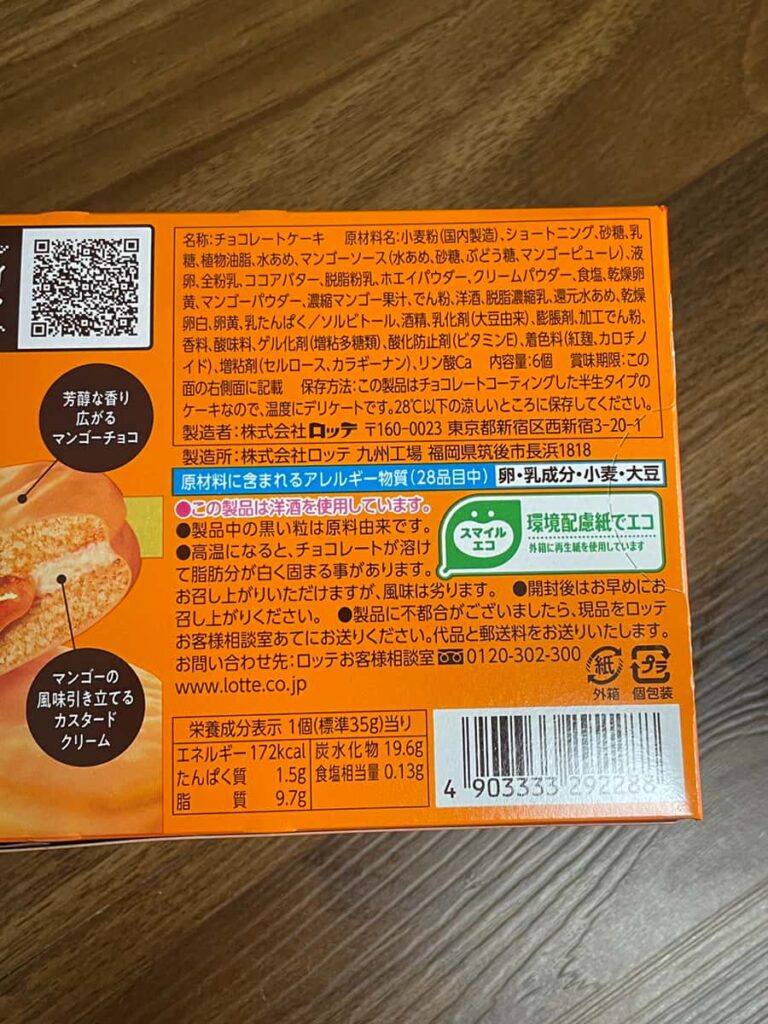 名称:チョコレートケーキ 原材料名:小麦粉(国内製造)、ショートニング、砂糖、乳
糖、植物油脂、水あめ、マンゴーソース(水あめ、砂糖、ぶどう糖、マンゴーピューレ)、液
卵、全粉乳、ココアバター、脱脂粉乳、ホエイパウダー、クリームパウダー、食塩、乾燥卵
黄、マンゴーパウダー、濃縮マンゴー果汁、でん粉、洋酒、脱脂濃縮乳、還元水あめ、乾燥
卵白、卵黄、乳たんぱく/ソルビトール、酒精、乳化剤(大豆由来)、膨脹剤、加工でん粉、
香料、酸味料、ゲル化剤(増粘多糖類)、酸化防止剤(ビタミンE)、着色料(紅麹、カロチノ
イド)、増粘剤(セルロース、カラギーナン)、リン酸Ca 内容量:6個 賞味期限:この
面の右側面に記載 保存方法:この製品はチョコレートコーティングした半生タイプの
ケーキなので、温度にデリケートです。28℃以下の涼しいところに保存してください。
製造者:株式会社ロッテ 〒160-0023 東京都新宿区西新宿3-20-1
製造所:株式会社ロッテ 九州工場 福岡県筑後市長浜1818
原材料に含まれるアレルギー物質(28品目中) 卵・乳成分・小麦・大豆
●この製品は洋酒を使用しています。
●製品中の黒い粒は原料由来です。
●高温になると、チョコレートが溶け
て脂肪分が白く固まる事があります。
お召し上がりいただけますが、風味は劣ります。 ●開封後はお早めにお
召し上がりください。 ●製品に不都合がございましたら、現品をロッテ
お客様相談室あてにお送りください。代品と郵送料をお送りいたします。
お問い合わせ先:ロッテお客様相談室 0120-302-300
www.lotte.co.jp
スマイル
エコ
環境配慮紙でエコ
外箱に再生紙を使用しています
紙
外箱
プラ
個包装
芳醇な香り
広がる
マンゴーチョコ
マンゴーの
風味引き立てる
カスタード
クリーム
栄養成分表示 1個(標準35g)当り
エネルギー 172kcal 炭水化物 19.6g
たんぱく質 1.5g 食塩相当量 0.13g
脂質 9.7g
4 903333 292288